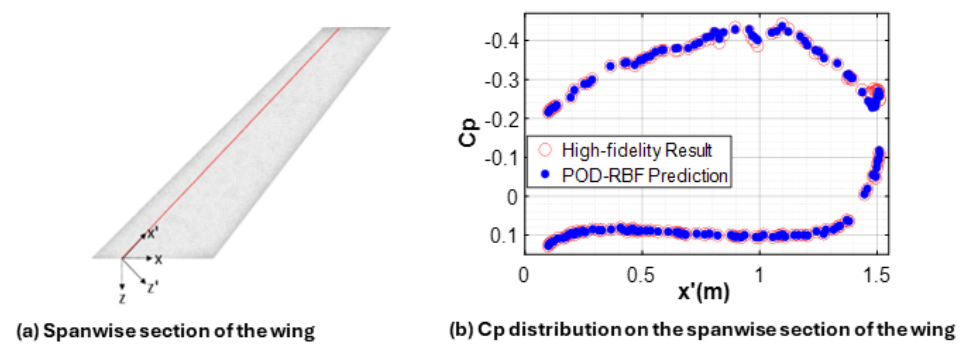 x'
x
z'
z
(a) Spanwise section of the wing
-0.4
-0.3
-0.2
-0.1
0
0.1
Cp
High-fidelity Result
POD-RBF Prediction
0
0.5
1
1.5
x'(m)
(b) Cp distribution on the spanwise section of the wing